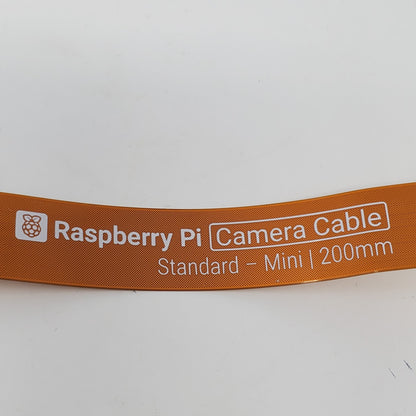 Raspberry Pi Camera Cable
Standard – Mini | 200mm